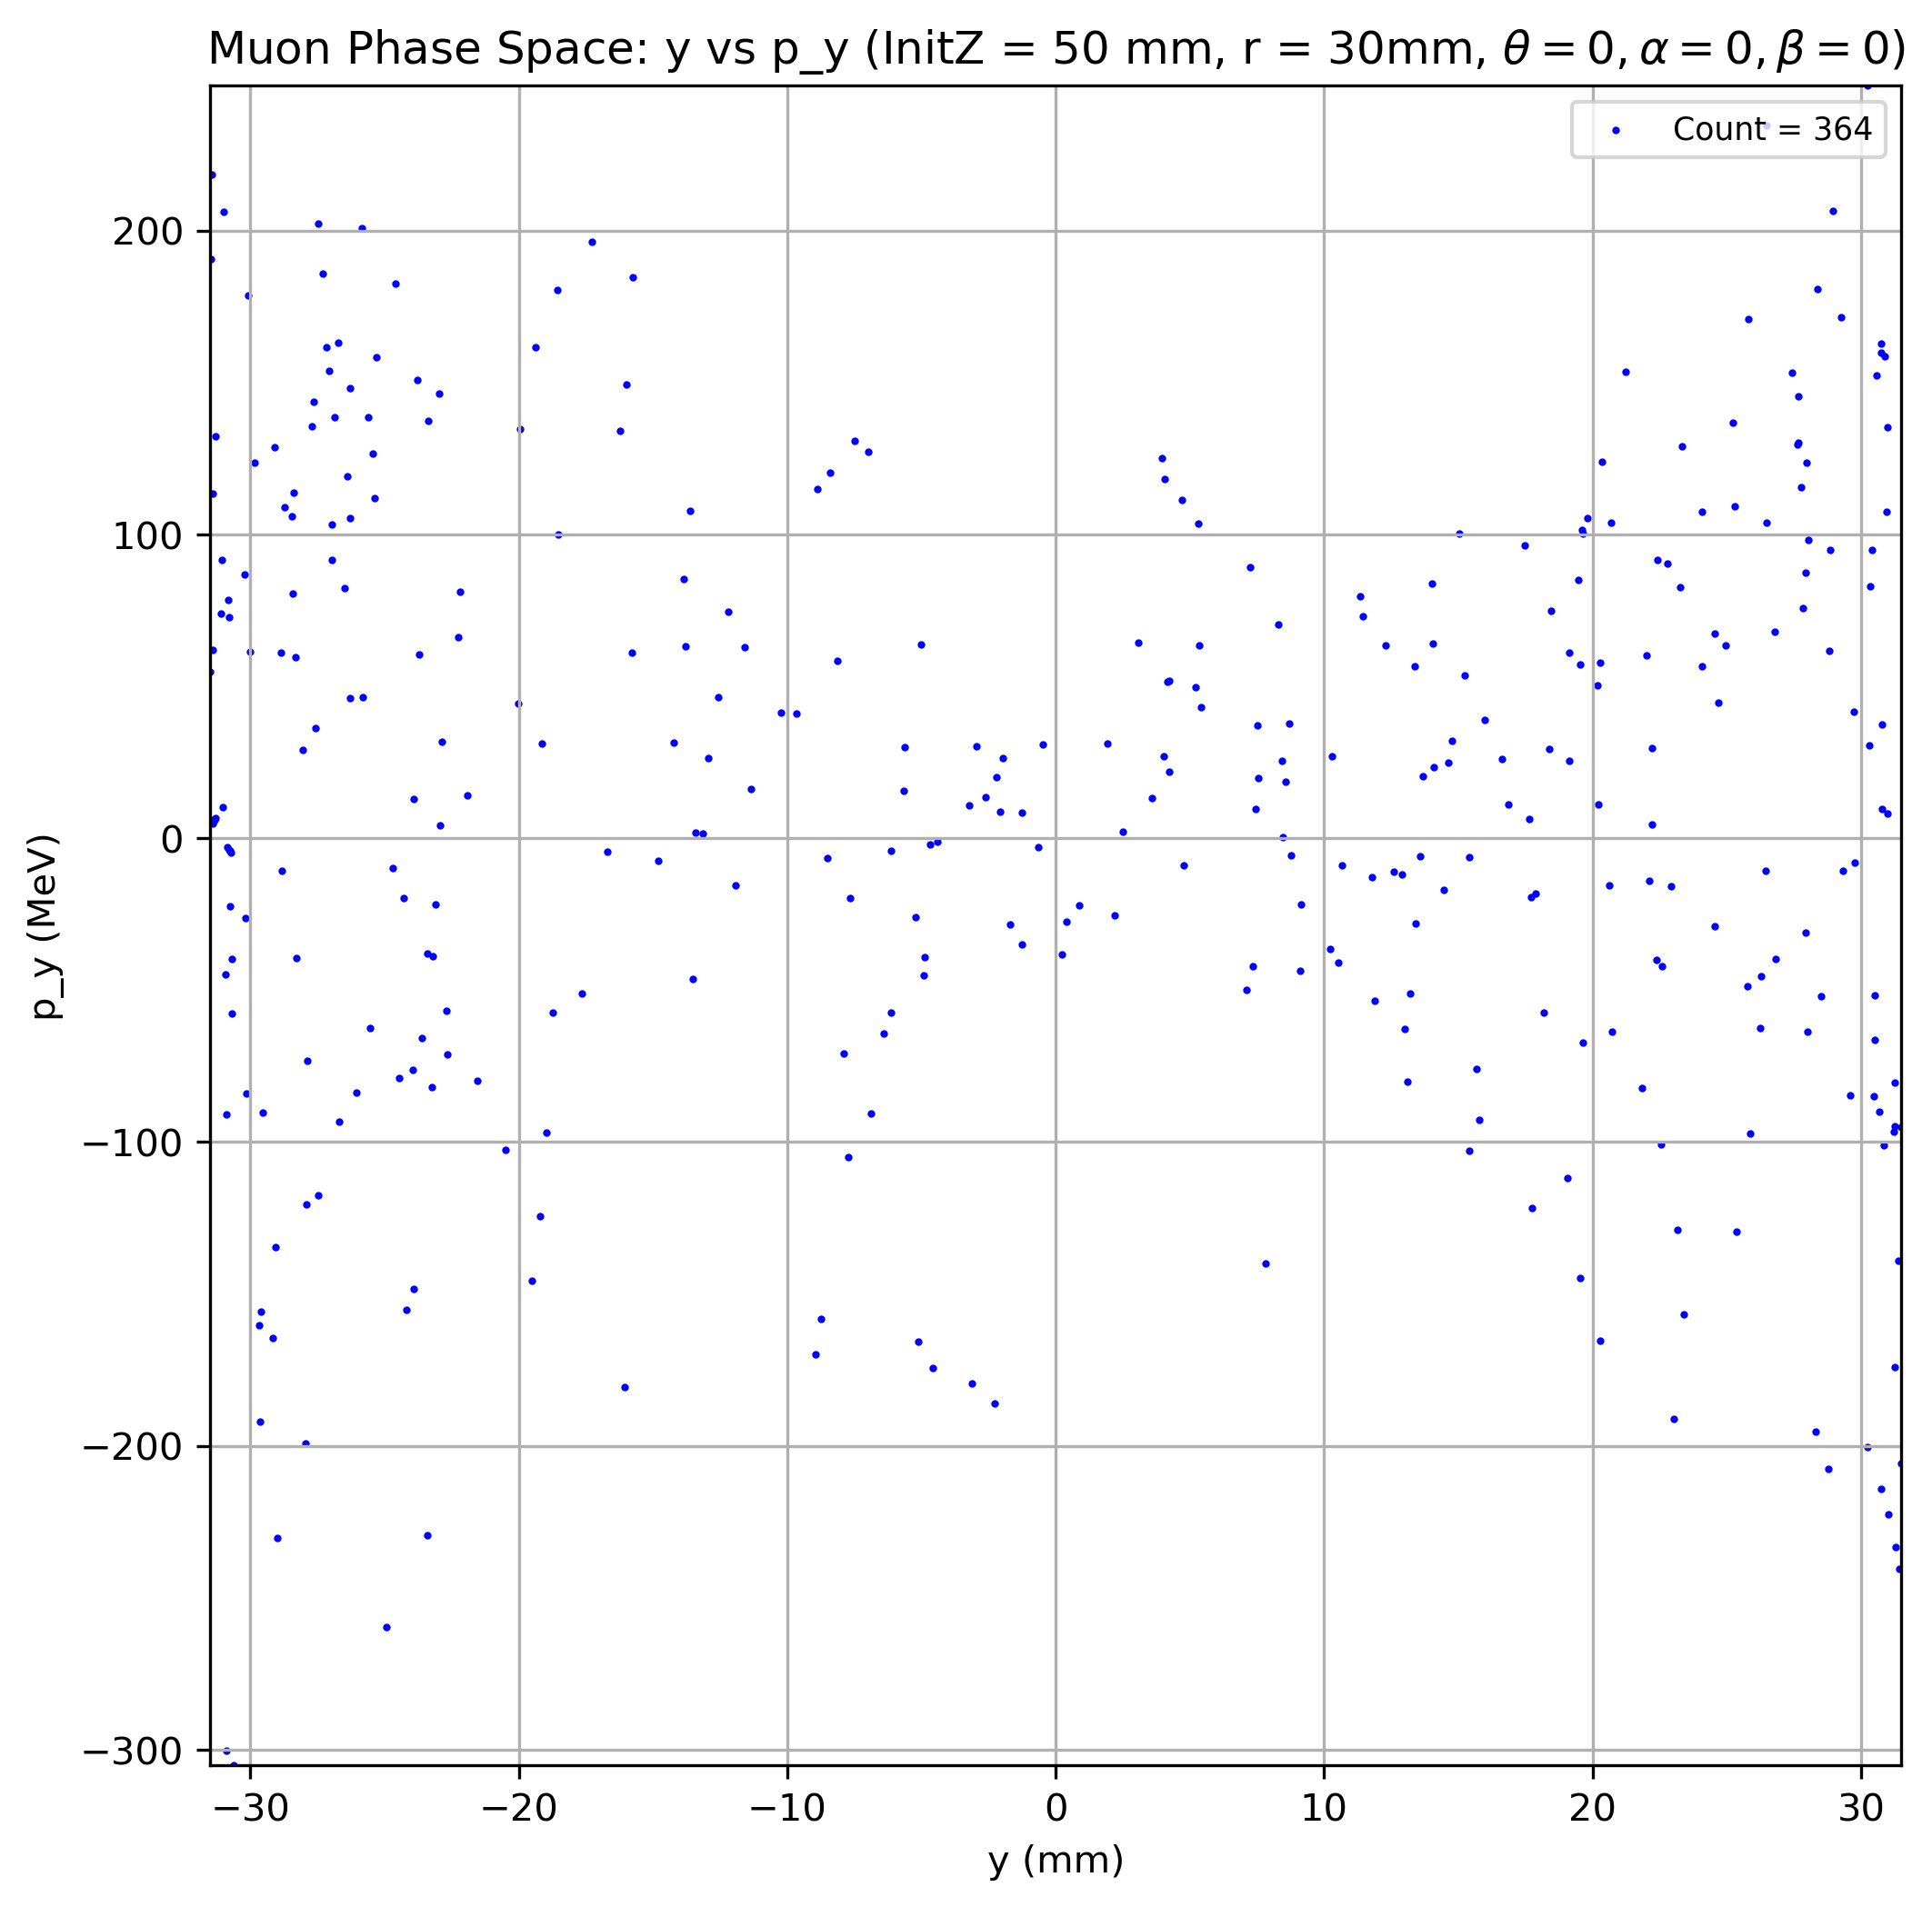 Muon Phase Space: y vs p_y (InitZ = 50 mm, r = 30mm, θ = 0, α = 0, β = 0)
Count = 364
200
100
0
−100
−200
−300
p_y (MeV)
−30 −20 −10 0 10 20 30
y (mm)